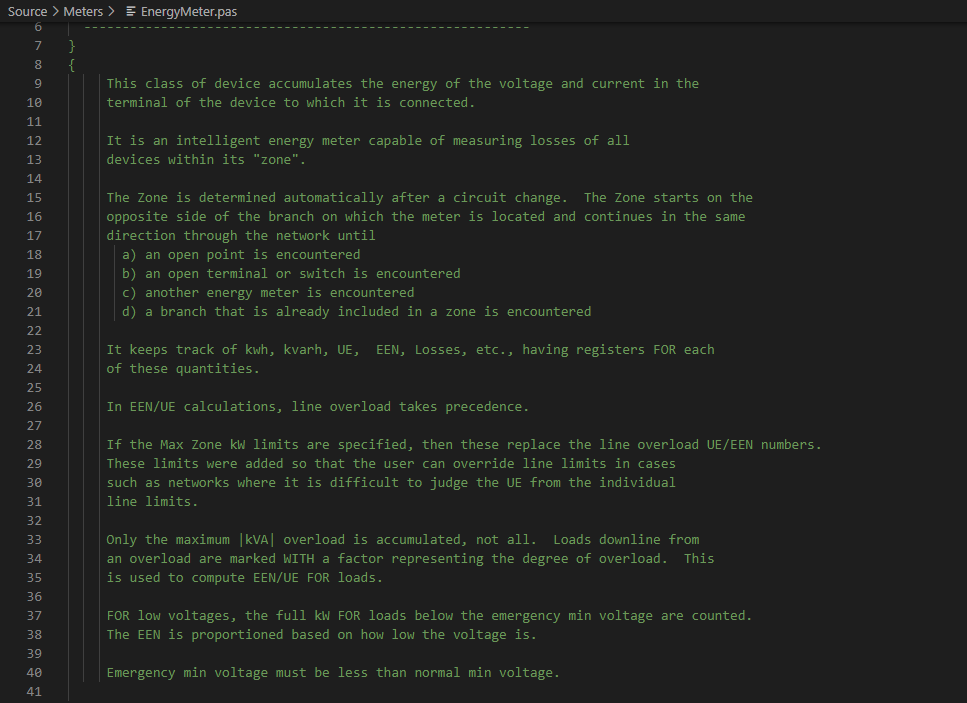 Source > Meters > EnergyMeter.pas
6 ----------------------------------------------------------
7 }
8 {
9 This class of device accumulates the energy of the voltage and current in the
10 terminal of the device to which it is connected.
11
12 It is an intelligent energy meter capable of measuring losses of all
13 devices within its "zone".
14
15 The Zone is determined automatically after a circuit change.  The Zone starts on the
16 opposite side of the branch on which the meter is located and continues in the same
17 direction through the network until
18 a) an open point is encountered
19 b) an open terminal or switch is encountered
20 c) another energy meter is encountered
21 d) a branch that is already included in a zone is encountered
22
23 It keeps track of kwh, kvarh, UE,  EEN, Losses, etc., having registers FOR each
24 of these quantities.
25
26 In EEN/UE calculations, line overload takes precedence.
27
28 If the Max Zone kW limits are specified, then these replace the line overload UE/EEN numbers.
29 These limits were added so that the user can override line limits in cases
30 such as networks where it is difficult to judge the UE from the individual
31 line limits.
32
33 Only the maximum |kVA| overload is accumulated, not all.  Loads downline from
34 an overload are marked WITH a factor representing the degree of overload.  This
35 is used to compute EEN/UE FOR loads.
36
37 FOR low voltages, the full kW FOR loads below the emergency min voltage are counted.
38 The EEN is proportioned based on how low the voltage is.
39
40 Emergency min voltage must be less than normal min voltage.
41